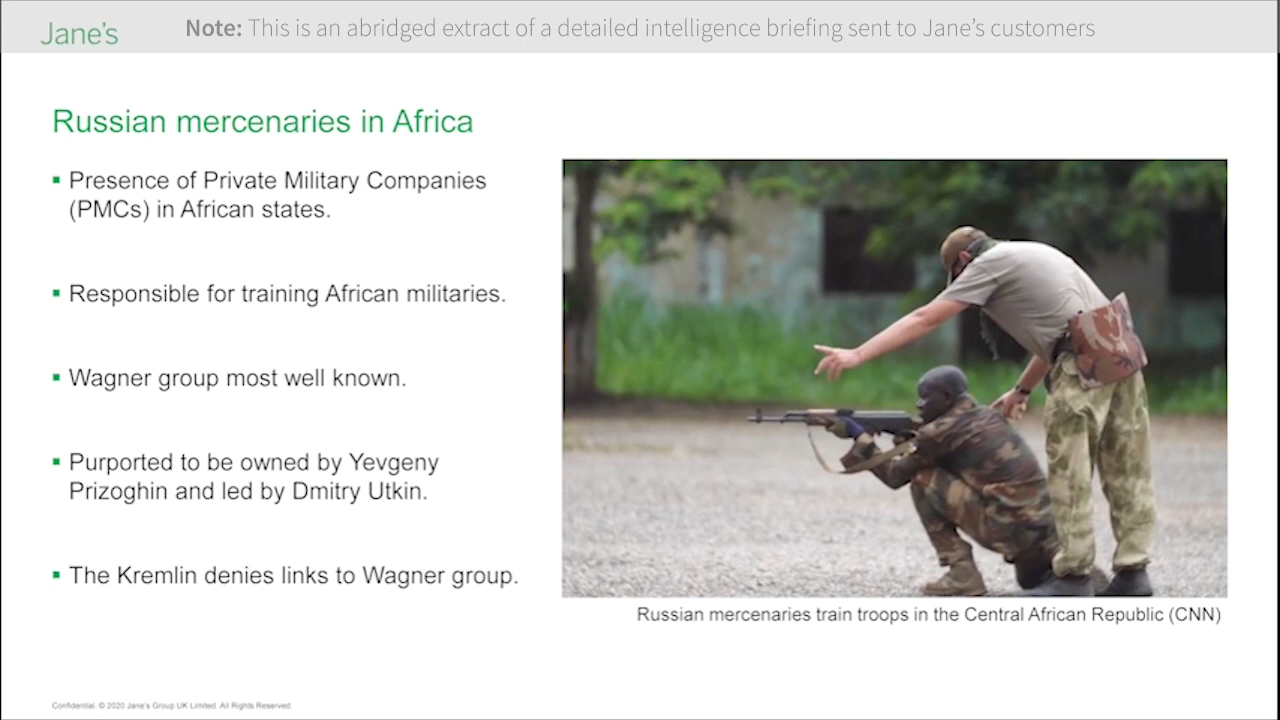 Jane's
Note: This is an abridged extract of a detailed intelligence briefing sent to Jane's customers
Russian mercenaries in Africa
▪ Presence of Private Military Companies
(PMCs) in African states.
▪ Responsible for training African militaries.
▪ Wagner group most well known.
▪ Purported to be owned by Yevgeny
Prizoghin and led by Dmitry Utkin.
▪ The Kremlin denies links to Wagner group.
Russian mercenaries train troops in the Central African Republic (CNN)
Confidential. © 2020 Jane's Group UK Limited. All Rights Reserved.